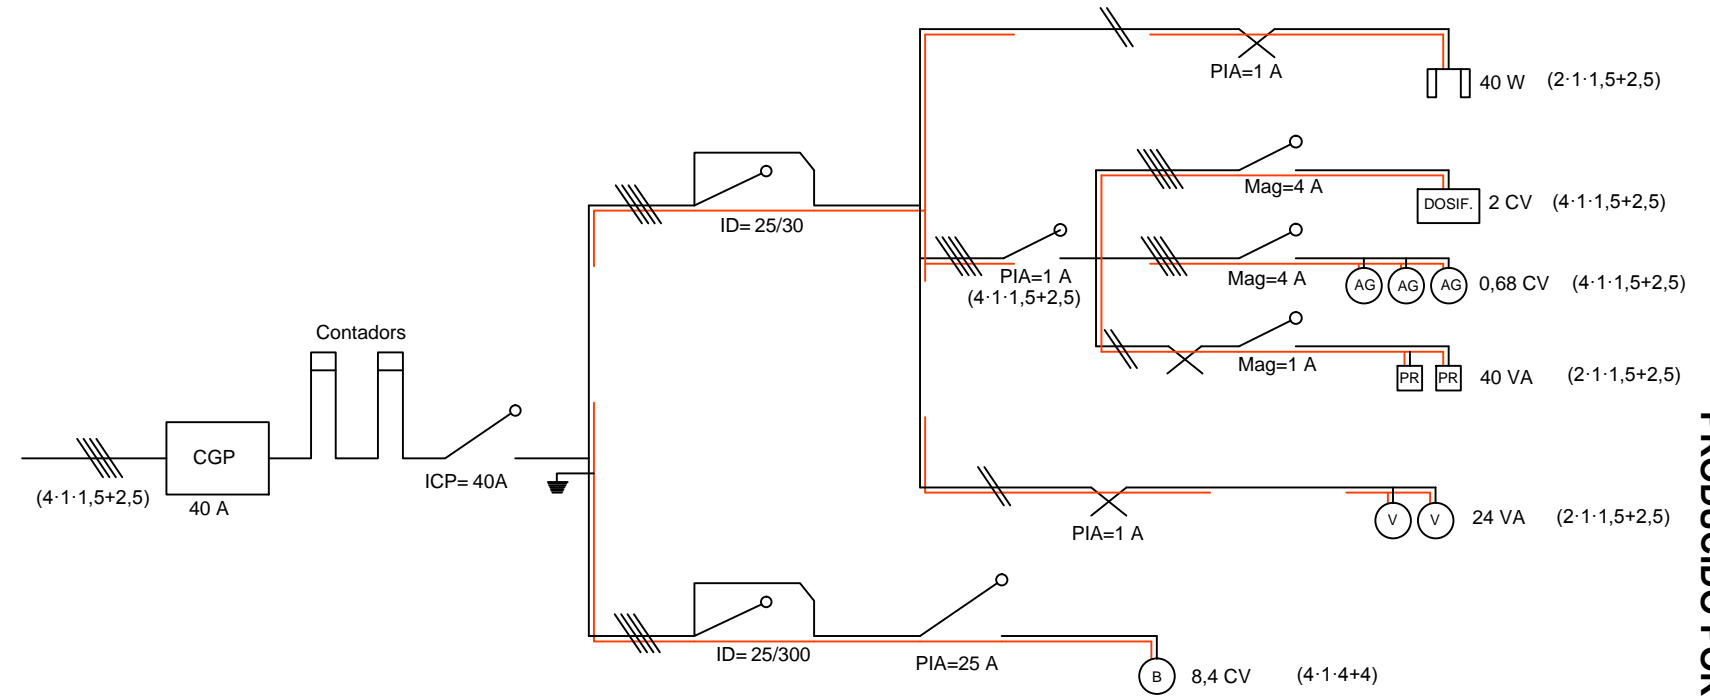 PIA=1 A
40 W (2·1·1,5+2,5)
Mag=4 A
DOSIF. 2 CV (4·1·1,5+2,5)
ID= 25/30
PIA=1 A
(4·1·1,5+2,5)
Mag=4 A
AG AG AG 0,68 CV (4·1·1,5+2,5)
Contadors
Mag=1 A
PR PR 40 VA (2·1·1,5+2,5)
CGP
(4·1·1,5+2,5)
40 A
ICP= 40A
PIA=1 A
V V 24 VA (2·1·1,5+2,5)
ID= 25/300
PIA=25 A
B 8,4 CV (4·1·4+4)
PRODUCIDO POR